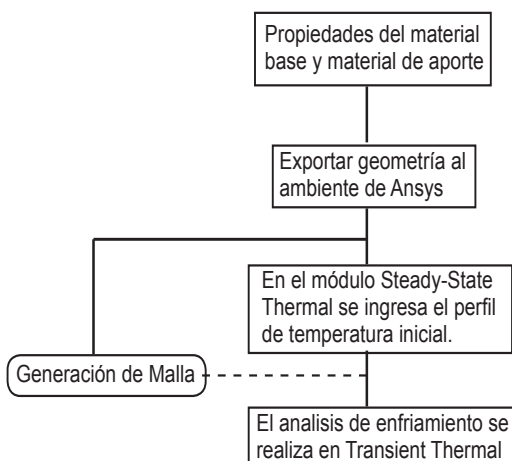 Propiedades del material
base y material de aporte
Exportar geometría al
ambiente de Ansys
En el módulo Steady-State
Thermal se ingresa el perfil
de temperatura inicial.
Generación de Malla
El analisis de enfriamiento se
realiza en Transient Thermal